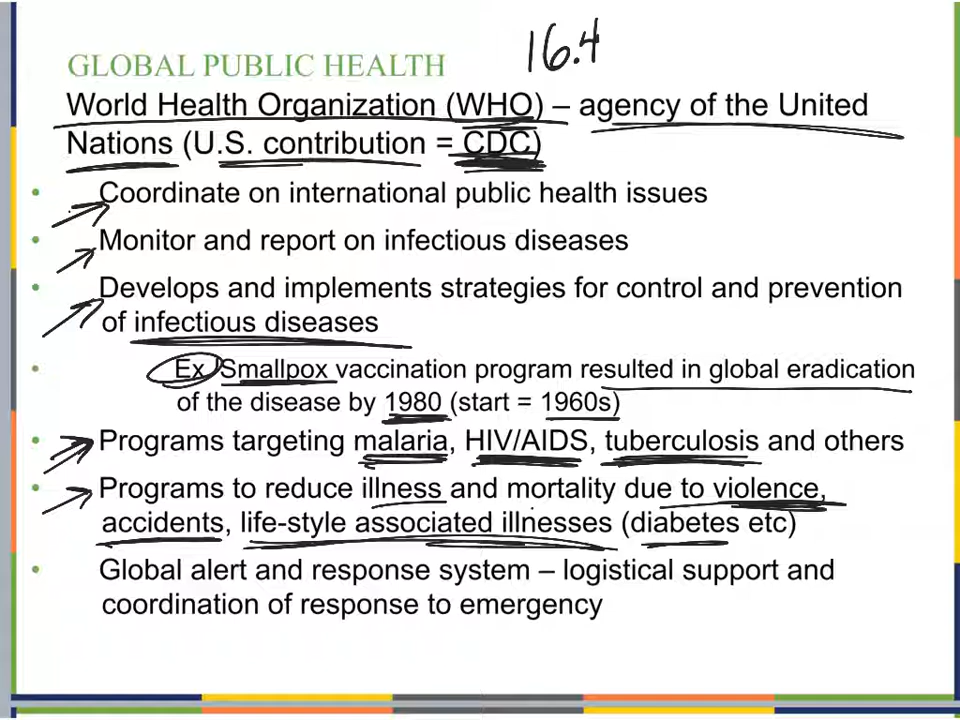 16.4
GLOBAL PUBLIC HEALTH
World Health Organization (WHO) – agency of the United
Nations (U.S. contribution = CDC)
• Coordinate on international public health issues
• Monitor and report on infectious diseases
• Develops and implements strategies for control and prevention
of infectious diseases
• Ex. Smallpox vaccination program resulted in global eradication
of the disease by 1980 (start = 1960s)
• Programs targeting malaria, HIV/AIDS, tuberculosis and others
• Programs to reduce illness and mortality due to violence,
accidents, life-style associated illnesses (diabetes etc)
• Global alert and response system – logistical support and
coordination of response to emergency